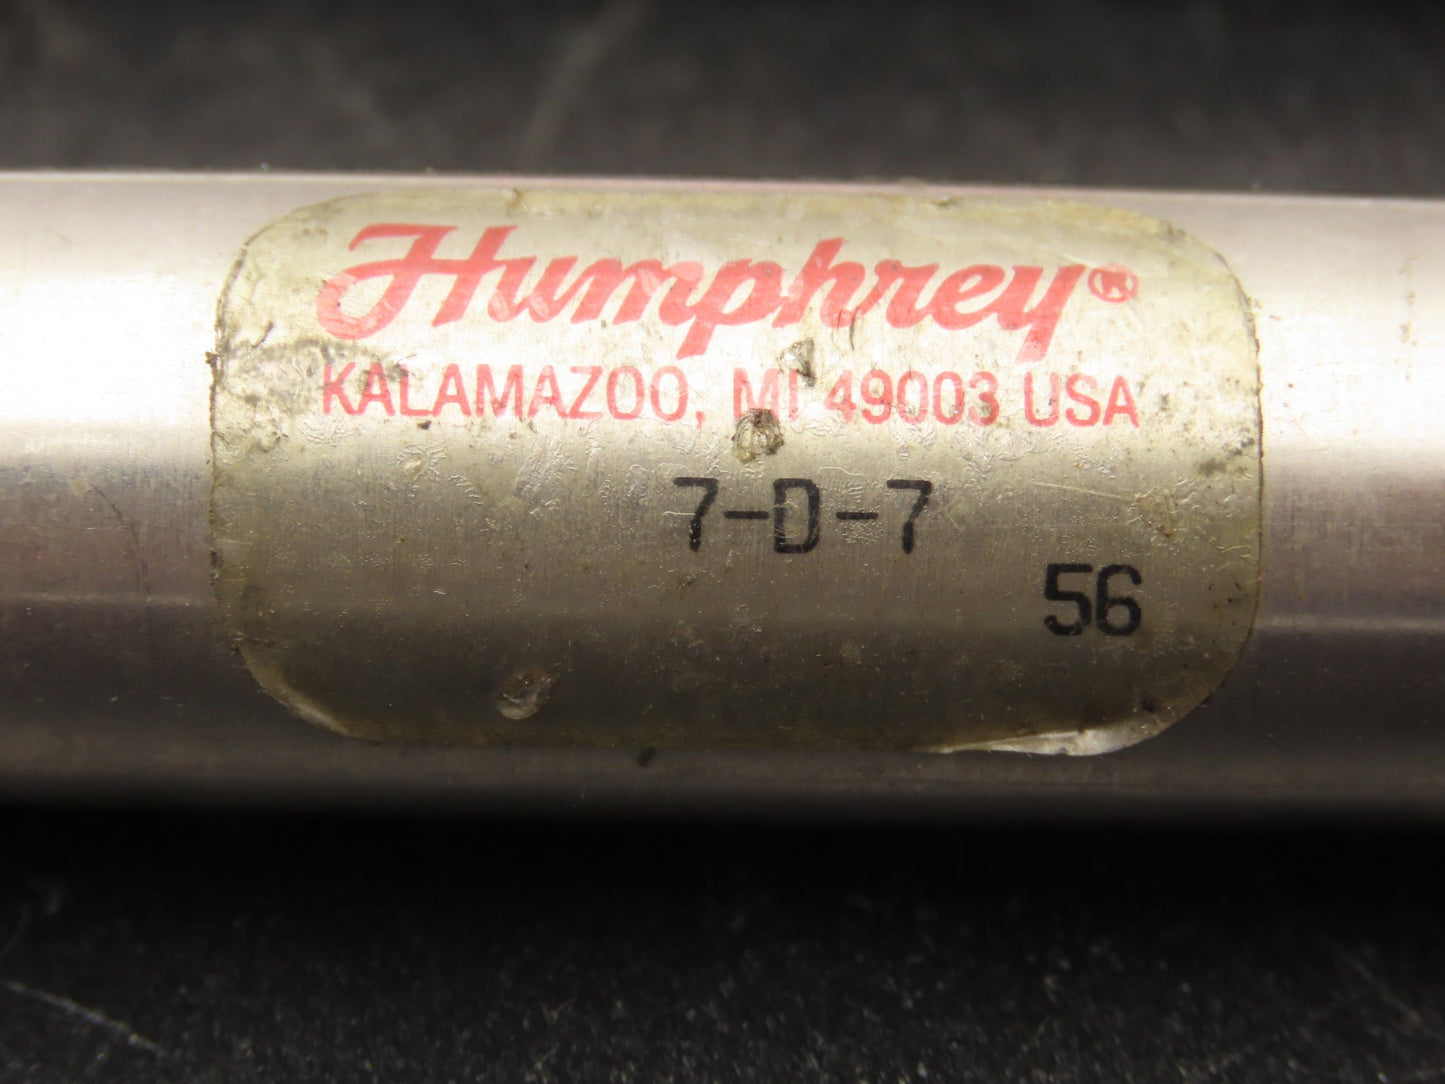 Humphrey®
KALAMAZOO, MI 49003 USA
7-D-7
56